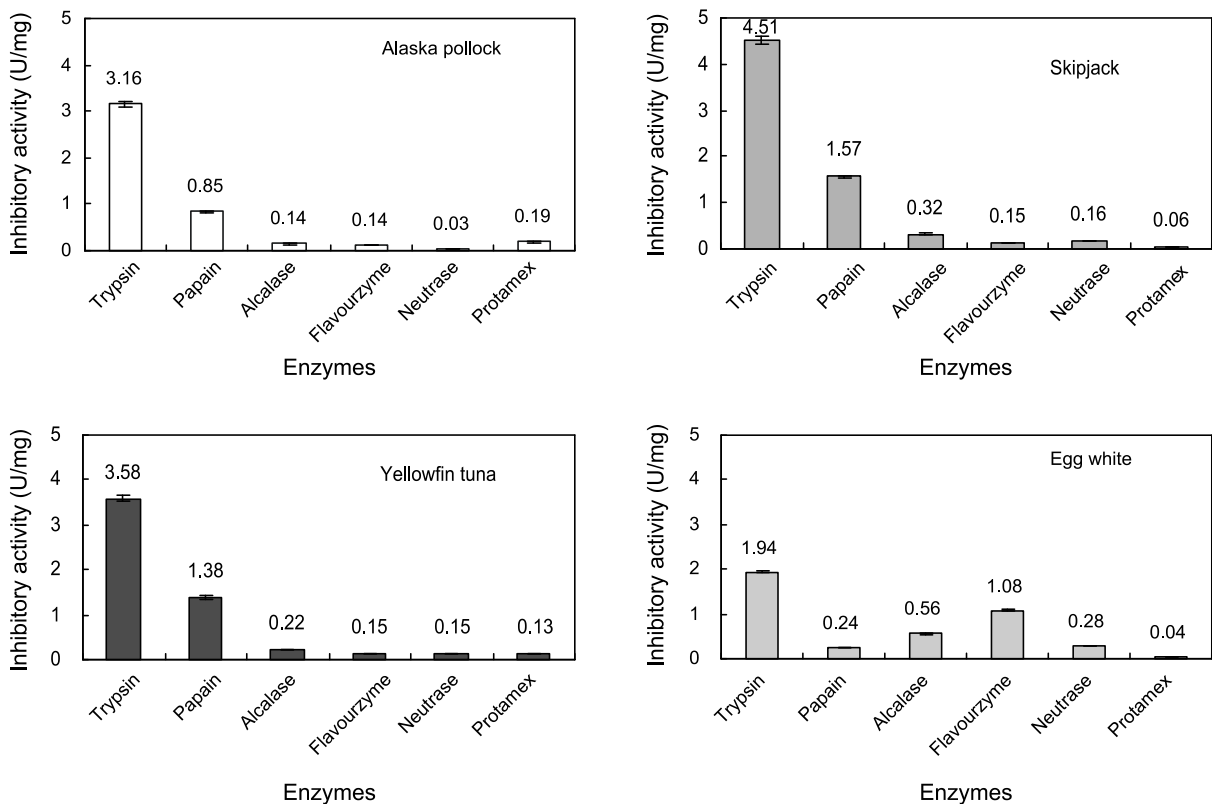 Inhibitory activity (U/mg)
5
4
3
2
1
0
Alaska pollock
3.16
0.85
0.14
0.14
0.03
0.19
Trypsin
Papain
Alcalase
Flavourzyme
Neutrase
Protamex
Enzymes
Inhibitory activity (U/mg)
5
4
3
2
1
0
Skipjack
4.51
1.57
0.32
0.15
0.16
0.06
Trypsin
Papain
Alcalase
Flavourzyme
Neutrase
Protamex
Enzymes
Inhibitory activity (U/mg)
5
4
3
2
1
0
Yellowfin tuna
3.58
1.38
0.22
0.15
0.15
0.13
Trypsin
Papain
Alcalase
Flavourzyme
Neutrase
Protamex
Enzymes
Inhibitory activity (U/mg)
5
4
3
2
1
0
Egg white
1.94
0.24
0.56
1.08
0.28
0.04
Trypsin
Papain
Alcalase
Flavourzyme
Neutrase
Protamex
Enzymes